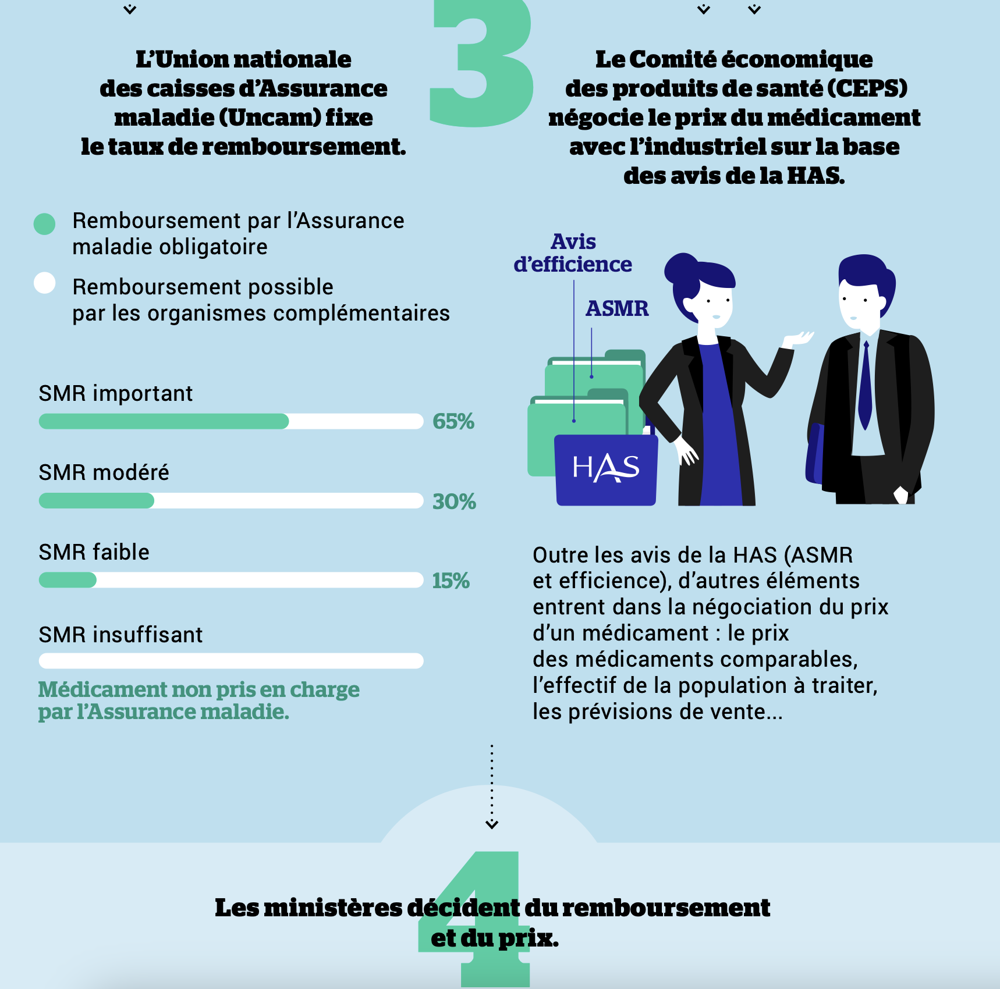 3
L’Union nationale
des caisses d’Assurance
maladie (Uncam) fixe
le taux de remboursement.
Remboursement par l’Assurance
maladie obligatoire
Remboursement possible
par les organismes complémentaires
SMR important
65%
SMR modéré
30%
SMR faible
15%
SMR insuffisant
Médicament non pris en charge
par l’Assurance maladie.
Le Comité économique
des produits de santé (CEPS)
négocie le prix du médicament
avec l’industriel sur la base
des avis de la HAS.
Avis
d’efficience
ASMR
HAS
Outre les avis de la HAS (ASMR
et efficience), d’autres éléments
entrent dans la négociation du prix
d’un médicament : le prix
des médicaments comparables,
l’effectif de la population à traiter,
les prévisions de vente...
4
Les ministères décident du remboursement
et du prix.